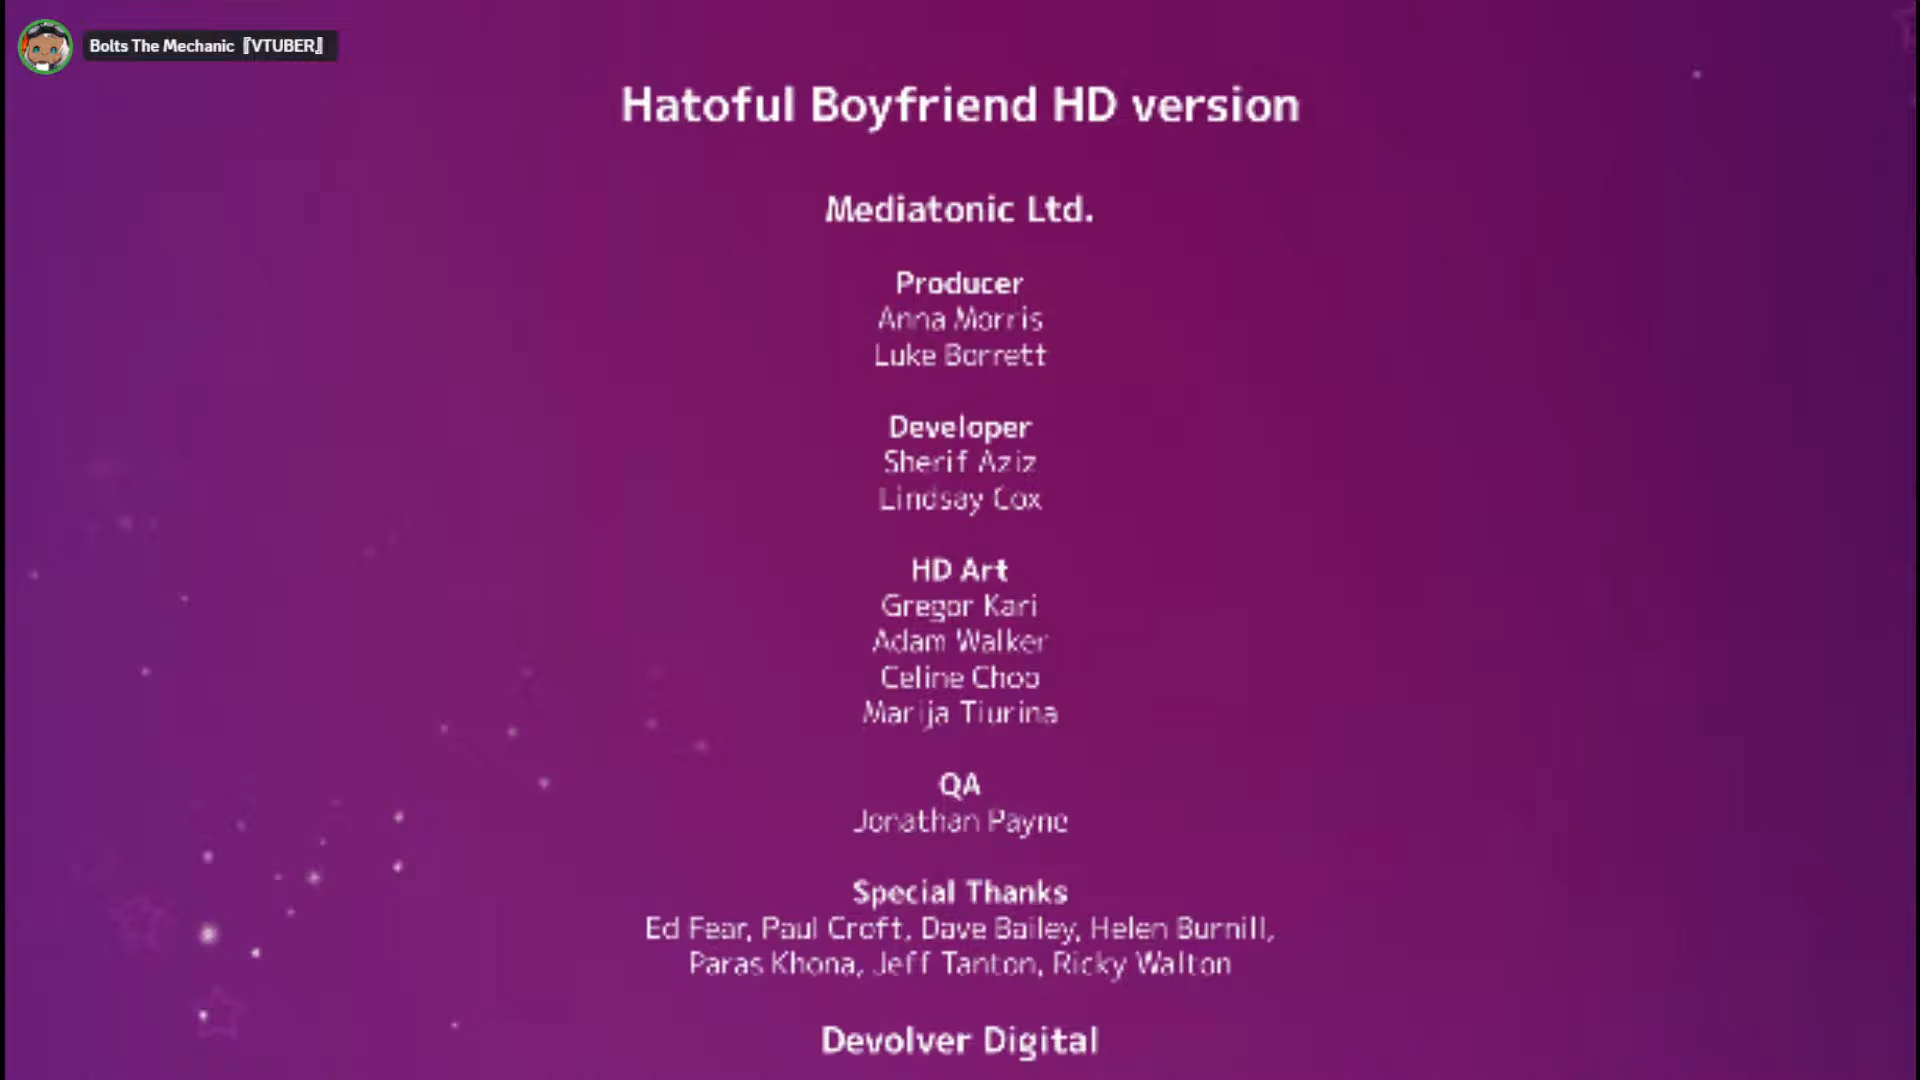 Bolts The Mechanic『VTUBER』
Hatoful Boyfriend HD version
Mediatonic Ltd.
Producer
Anna Morris
Luke Borrett
Developer
Sherif Aziz
Lindsay Cox
HD Art
Gregor Kari
Adam Walker
Celine Choo
Marija Tiurina
QA
Jonathan Payne
Special Thanks
Ed Fear, Paul Croft, Dave Bailey, Helen Burnill,
Paras Khona, Jeff Tanton, Ricky Walton
Devolver Digital